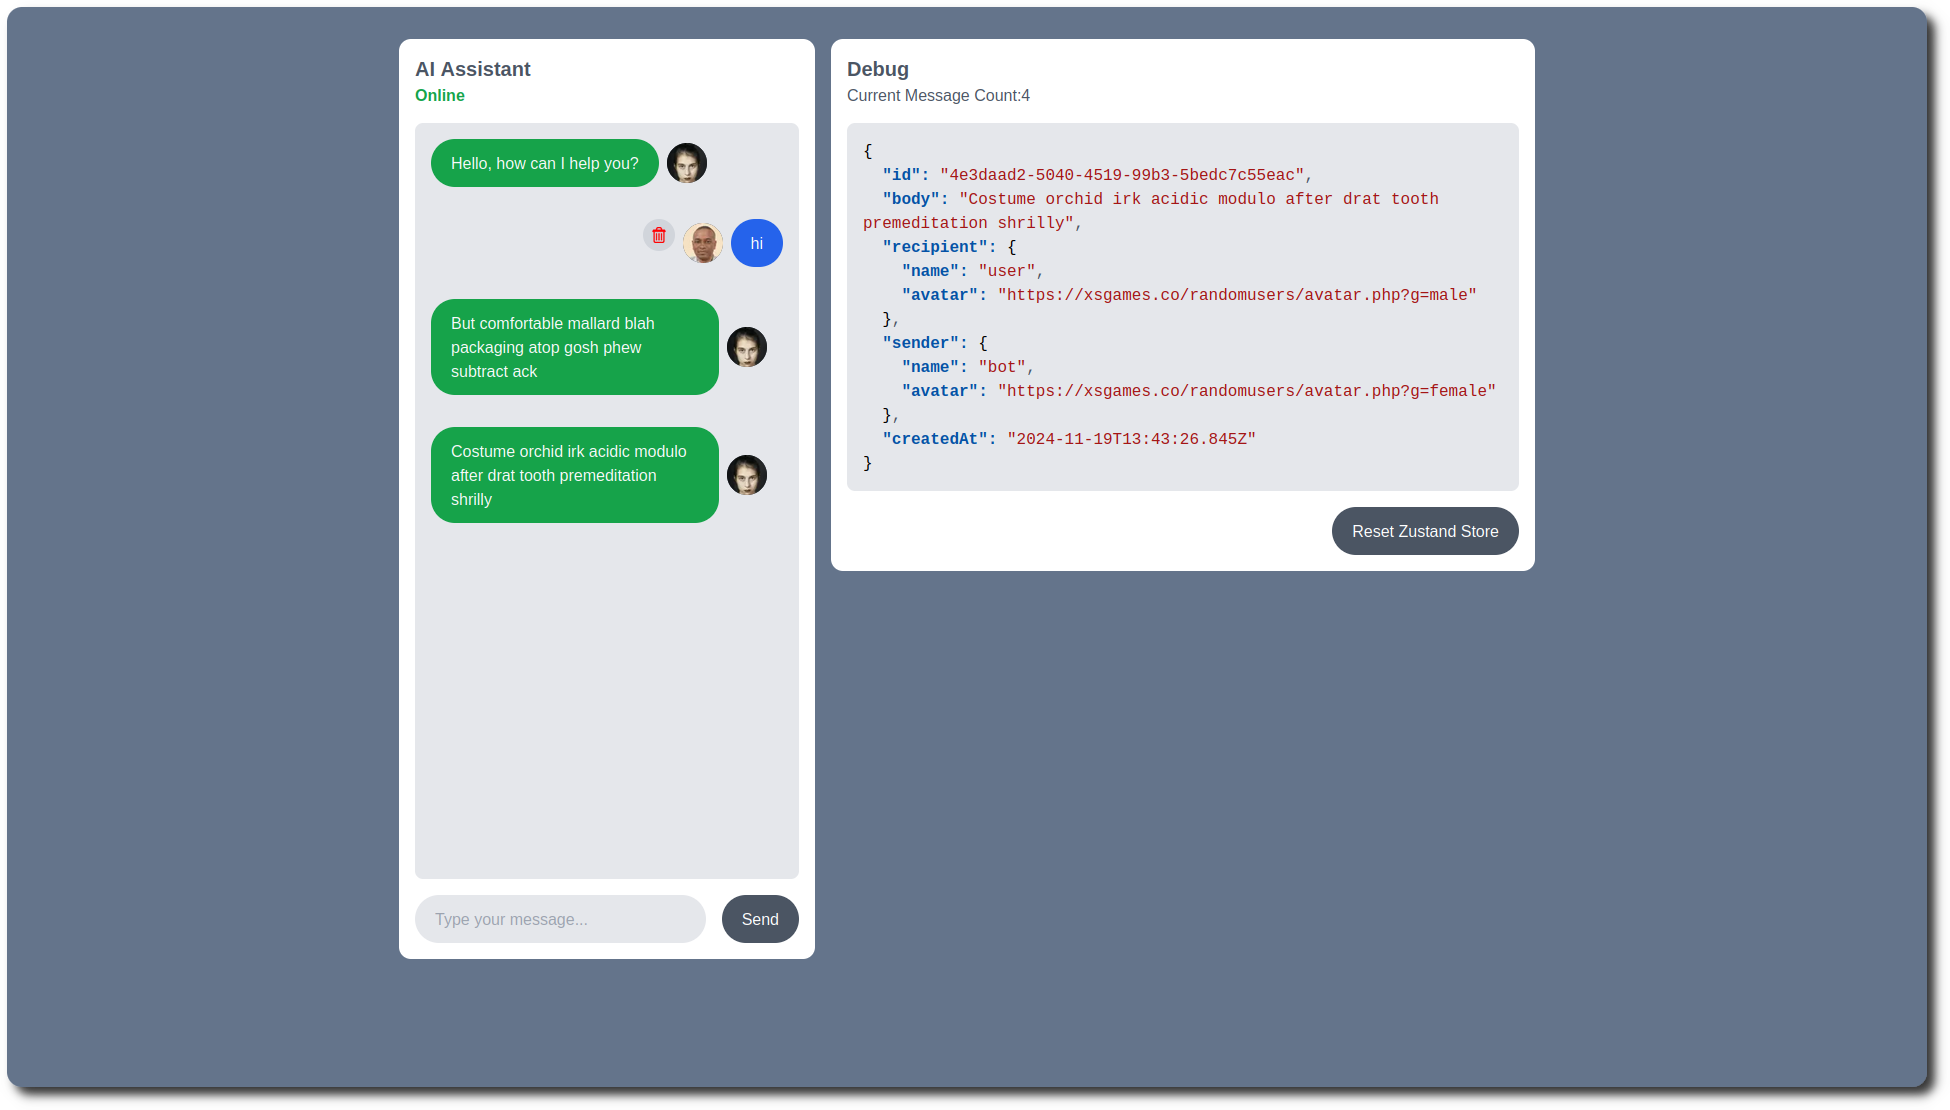 AI Assistant
Online
Hello, how can I help you?
hi
But comfortable mallard blah
packaging atop gosh phew
subtract ack
Costume orchid irk acidic modulo
after drat tooth premeditation
shrilly
Type your message...
Send
Debug
Current Message Count:4
{
  "id": "4e3daad2-5040-4519-99b3-5bedc7c55eac",
  "body": "Costume orchid irk acidic modulo after drat tooth
premeditation shrilly",
  "recipient": {
    "name": "user",
    "avatar": "https://xsgames.co/randomusers/avatar.php?g=male"
  },
  "sender": {
    "name": "bot",
    "avatar": "https://xsgames.co/randomusers/avatar.php?g=female"
  },
  "createdAt": "2024-11-19T13:43:26.845Z"
}
Reset Zustand Store